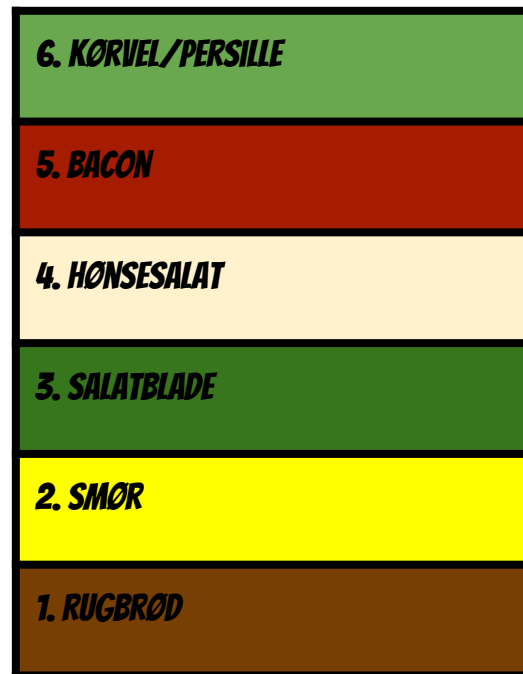 6. KØRVEL/PERSILLE
5. BACON
4. HØNSESALAT
3. SALATBLADE
2. SMØR
1. RUGBRØD